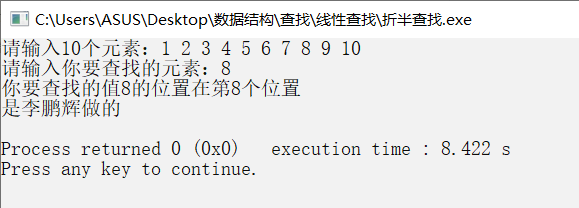 C:\Users\ASUS\Desktop\数据结构\查找\线性查找\折半查找.exe
请输入10个元素：1 2 3 4 5 6 7 8 9 10
请输入你要查找的元素：8
你要查找的值8的位置在第8个位置
是李鹏辉做的
Process returned 0 (0x0)   execution time : 8.422 s
Press any key to continue.